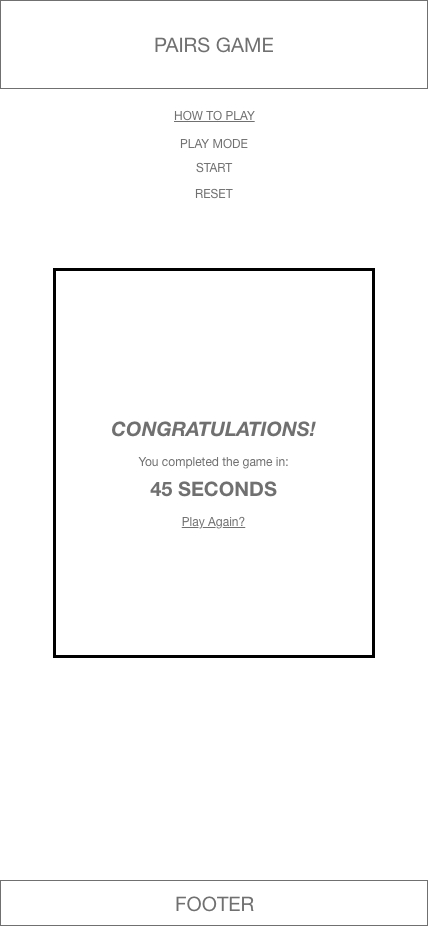 PAIRS GAME
HOW TO PLAY
PLAY MODE
START
RESET
CONGRATULATIONS!
You completed the game in:
45 SECONDS
Play Again?
FOOTER